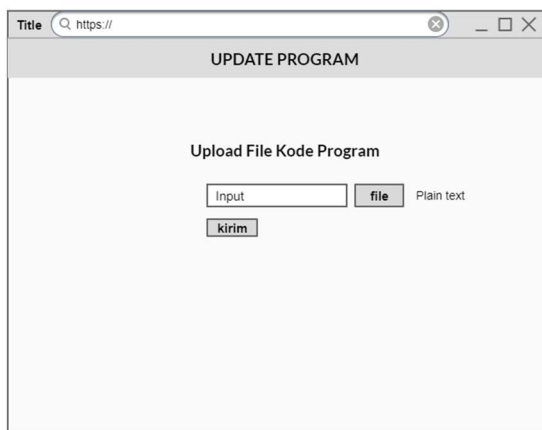 Title https://
UPDATE PROGRAM
Upload File Kode Program
Input file Plain text
kirim